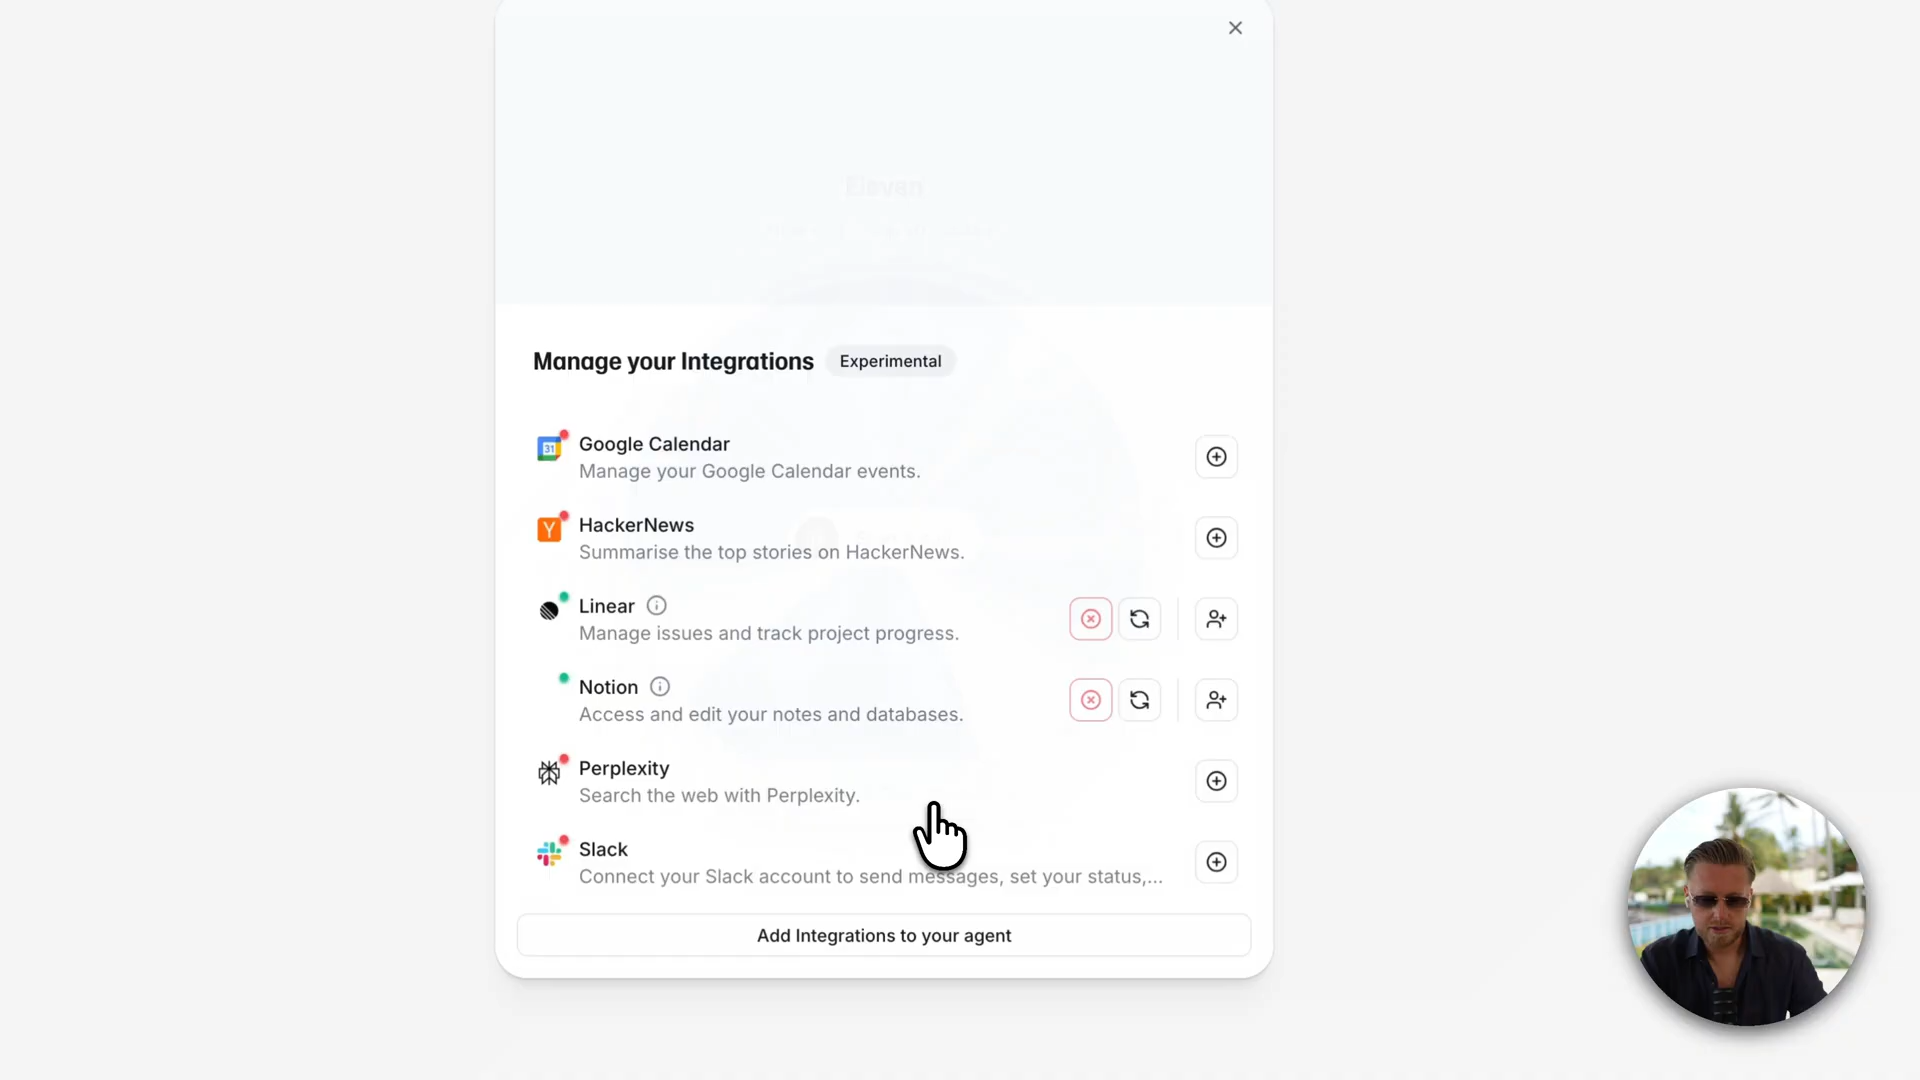 Eleven
Manage your Integrations Experimental
31 Google Calendar
Manage your Google Calendar events.
Y HackerNews
Summarise the top stories on HackerNews.
Linear
Manage issues and track project progress.
Notion
Access and edit your notes and databases.
Perplexity
Search the web with Perplexity.
Slack
Connect your Slack account to send messages, set your status,...
Add Integrations to your agent